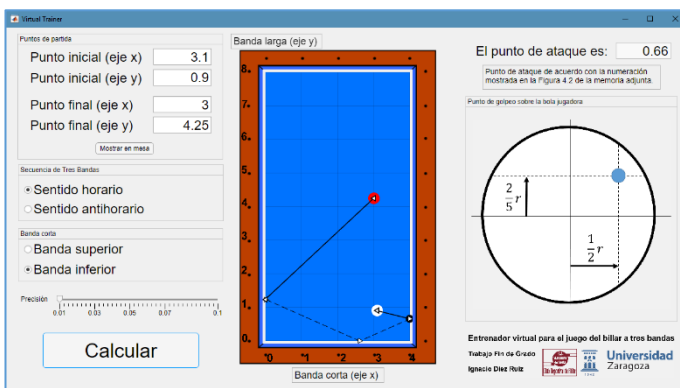 Virtual Trainer
Puntos de partida
Punto inicial (eje x) 3.1
Punto inicial (eje y) 0.9
Punto final (eje x) 3
Punto final (eje y) 4.25
Mostrar en mesa
Secuencia de Tres Bandas
Sentido horario
Sentido antihorario
Banda corta
Banda superior
Banda inferior
Precisión
0.01 0.03 0.05 0.07 0.1
Calcular
Banda larga (eje y)
8
7
6
5
4
3
2
1
0
0 1 2 3 4
Banda corta (eje x)
El punto de ataque es: 0.66
Punto de ataque de acuerdo con la numeración
mostrada en la Figura 4.2 de la memoria adjunta.
Punto de golpeo sobre la bola jugadora
2/5 r
1/2 r
Entrenador virtual para el juego del billar a tres bandas
Trabajo Fin de Grado
Ignacio Díez Ruiz
Universidad
Zaragoza